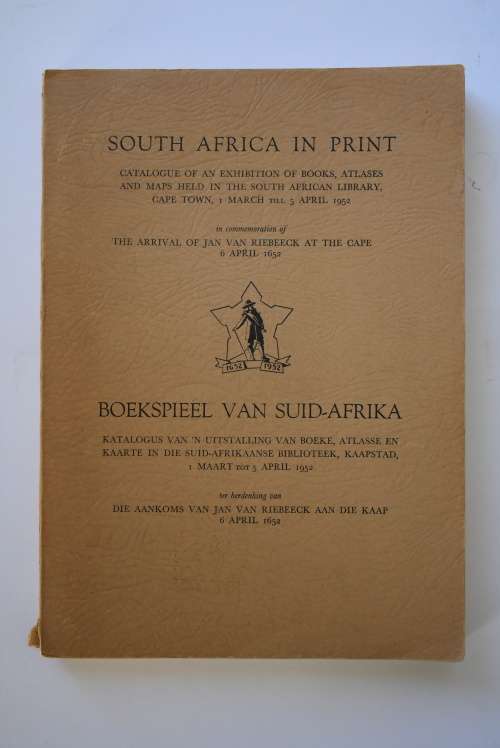 SOUTH AFRICA IN PRINT
CATALOGUE OF AN EXHIBITION OF BOOKS, ATLASES
AND MAPS HELD IN THE SOUTH AFRICAN LIBRARY,
CAPE TOWN, 1 MARCH TILL 5 APRIL 1952
in commemoration of
THE ARRIVAL OF JAN VAN RIEBEECK AT THE CAPE
6 APRIL 1652
1652 1952
BOEKSPIEEL VAN SUID-AFRIKA
KATALOGUS VAN 'N UITSTALLING VAN BOEKE, ATLASSE EN
KAARTE IN DIE SUID-AFRIKAANSE BIBLIOTEEK, KAAPSTAD,
1 MAART TOT 5 APRIL 1952
ter herdenking van
DIE AANKOMS VAN JAN VAN RIEBEECK AAN DIE KAAP
6 APRIL 1652